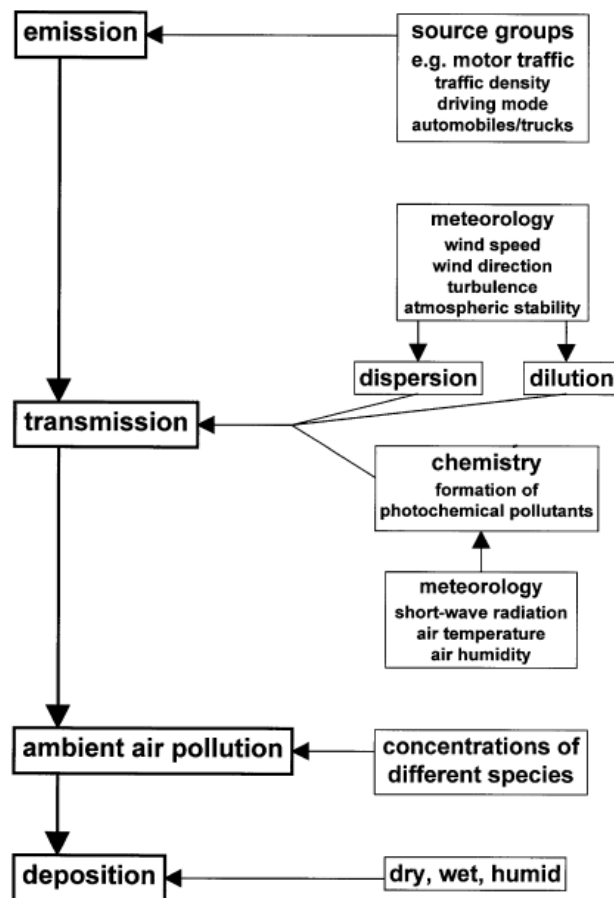 emission
source groups
e.g. motor traffic
traffic density
driving mode
automobiles/trucks
meteorology
wind speed
wind direction
turbulence
atmospheric stability
dispersion
dilution
transmission
chemistry
formation of
photochemical pollutants
meteorology
short-wave radiation
air temperature
air humidity
ambient air pollution
concentrations of
different species
deposition
dry, wet, humid